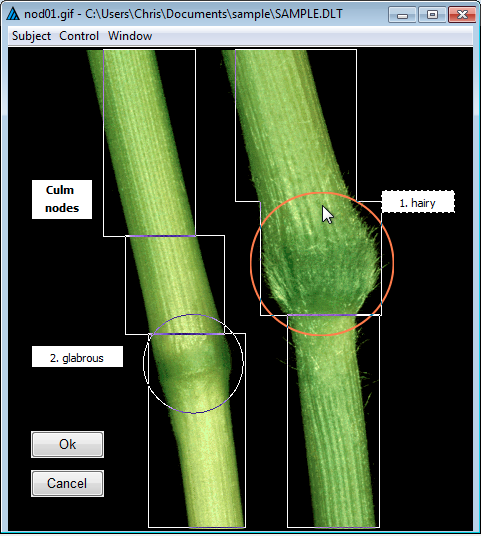 nod01.gif - C:\Users\Chris\Documents\sample\SAMPLE.DLT
Subject Control Window
Culm
nodes
1. hairy
2. glabrous
Ok
Cancel